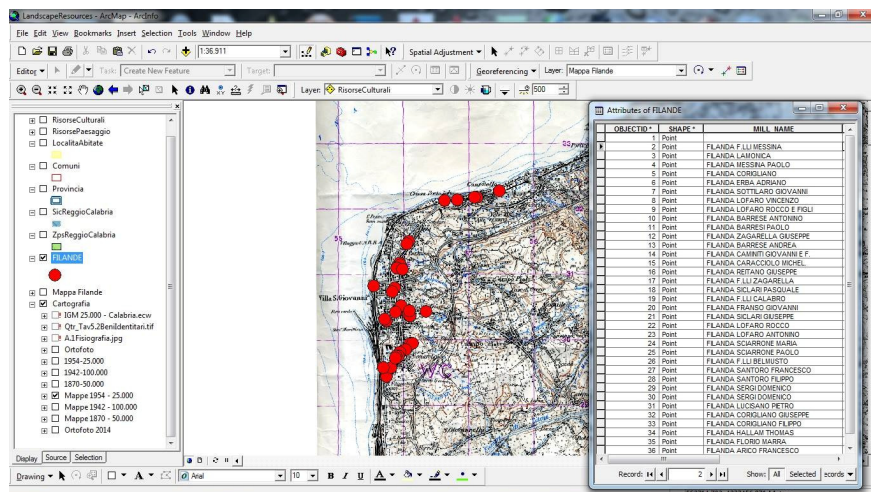 LandscapeResources - ArcMap - ArcInfo
File Edit View Bookmarks Insert Selection Tools Window Help
1:36.911 Spatial Adjustment
Editor Task: Create New Feature Target: Georeferencing Layer: Mappa Filande
Layer: RisorseCulturali 500
RisorseCulturali
RisorsePaesaggio
LocalitaAbitate
Comuni
Provincia
SicReggioCalabria
ZpsReggioCalabria
FILANDE
Mappa Filande
Cartografia
IGM 25.000 - Calabria.ecw
Qtr_Tav5.2BeniIdentitari.tif
A.1Fisiografia.jpg
Ortofoto
1954-25.000
1942-100.000
1870-50.000
Mappe 1954 - 25.000
Mappe 1942 - 100.000
Mappe 1870 - 50.000
Ortofoto 2014
Display Source Selection
Villa S.Giovanni
Attributes of FILANDE
OBJECTID * SHAPE * MILL NAME
1 Point
2 Point FILANDA F.LLI MESSINA
3 Point FILANDA LAMONICA
4 Point FILANDA MESSINA PAOLO
5 Point FILANDA CORIGLIANO
6 Point FILANDA ERBA ADRIANO
7 Point FILANDA SOTTILARO GIOVANNI
8 Point FILANDA LOFARO VINCENZO
9 Point FILANDA LOFARO ROCCO E FIGLI
10 Point FILANDA BARRESE ANTONINO
11 Point FILANDA BARRESI PAOLO
12 Point FILANDA ZAGARELLA GIUSEPPE
13 Point FILANDA BARRESE ANDREA
14 Point FILANDA CAMINITI GIOVANNI E F.
15 Point FILANDA CARACCIOLO MICHEL.
16 Point FILANDA REITANO GIUSEPPE
17 Point FILANDA F.LLI ZAGARELLA
18 Point FILANDA SICLARI PASQUALE
19 Point FILANDA F.LLI CALABRO
20 Point FILANDA FRANSO GIOVANNI
21 Point FILANDA SICLARI GIUSEPPE
22 Point FILANDA LOFARO ROCCO
23 Point FILANDA LOFARO ANTONINO
24 Point FILANDA SCIARRONE MARIA
25 Point FILANDA SCIARRONE PAOLO
26 Point FILANDA F.LLI BELMUSTO
27 Point FILANDA SANTORO FRANCESCO
28 Point FILANDA SANTORO FILIPPO
29 Point FILANDA SERGI DOMENICO
30 Point FILANDA SERGI DOMENICO
31 Point FILANDA LUCISANO PIETRO
32 Point FILANDA CORIGLIANO GIUSEPPE
33 Point FILANDA CORIGLIANO FILIPPO
34 Point FILANDA HALLAM THOMAS
35 Point FILANDA FLORIO MARRA
36 Point FILANDA ARICO FRANCESCO
Record: 2 Show: All Selected ecords
Drawing Arial 10 B I U A